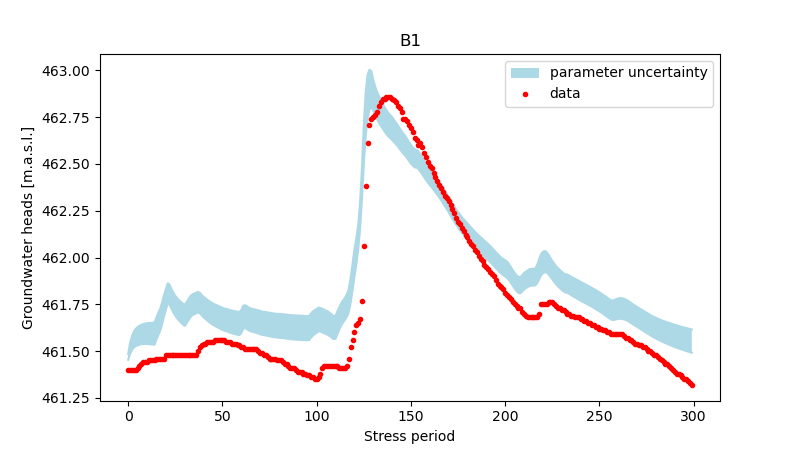 B1
parameter uncertainty
data
463.00
462.75
462.50
462.25
462.00
461.75
461.50
461.25
Groundwater heads [m.a.s.l.]
0 50 100 150 200 250 300
Stress period